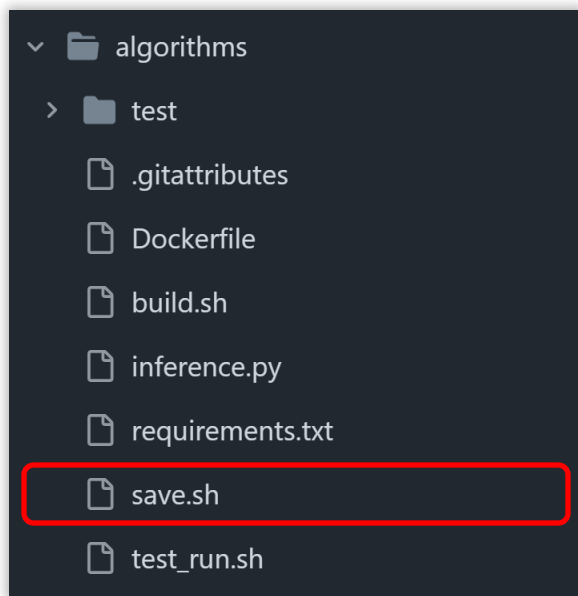 algorithms
test
.gitattributes
Dockerfile
build.sh
inference.py
requirements.txt
save.sh
test_run.sh